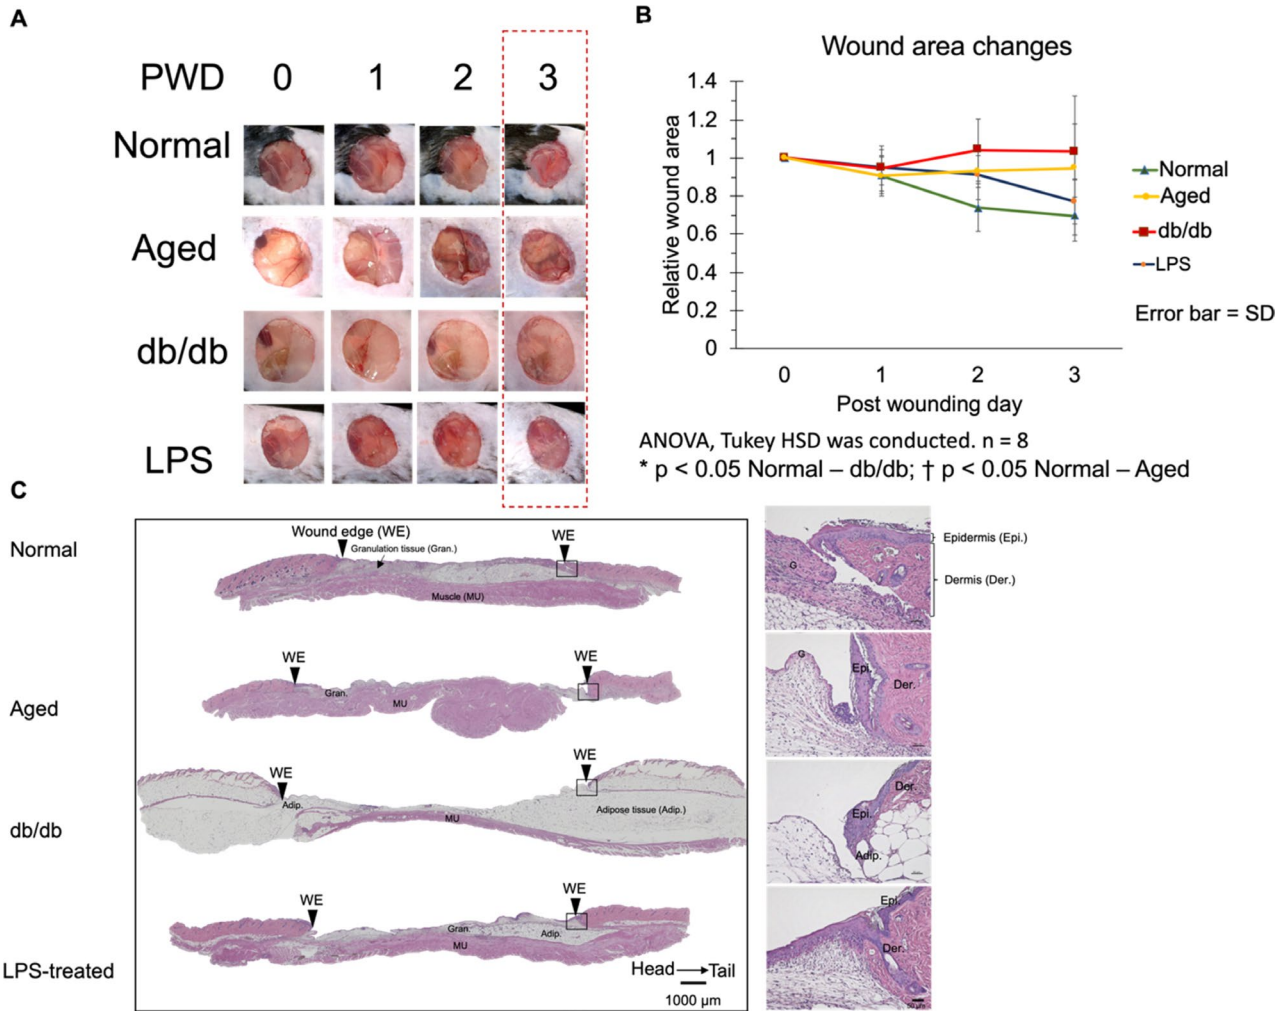 A
PWD 0 1 2 3
Normal
Aged
db/db
LPS
B
Wound area changes
Relative wound area
1.4
1.2
1
0.8
0.6
0.4
0.2
0
0 1 2 3
Post wounding day
Normal
Aged
db/db
LPS
Error bar = SD
ANOVA, Tukey HSD was conducted. n = 8
* p < 0.05 Normal – db/db; † p < 0.05 Normal – Aged
C
Normal
Wound edge (WE)
Granulation tissue (Gran.)
WE
Muscle (MU)
G
Epidermis (Epi.)
Dermis (Der.)
Aged
WE
WE
Gran.
MU
G
Epi.
Der.
db/db
WE
WE
Adip.
MU
Adipose tissue (Adip.)
Der.
Epi.
Adip.
LPS-treated
WE
WE
Gran.
Adip.
MU
Head → Tail
1000 µm
Epi.
Der.